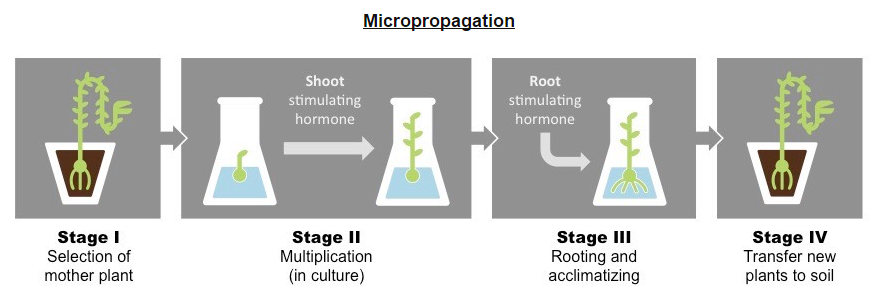 Micropropagation
Shoot
stimulating
hormone
Root
stimulating
hormone
Stage I
Selection of
mother plant
Stage II
Multiplication
(in culture)
Stage III
Rooting and
acclimatizing
Stage IV
Transfer new
plants to soil